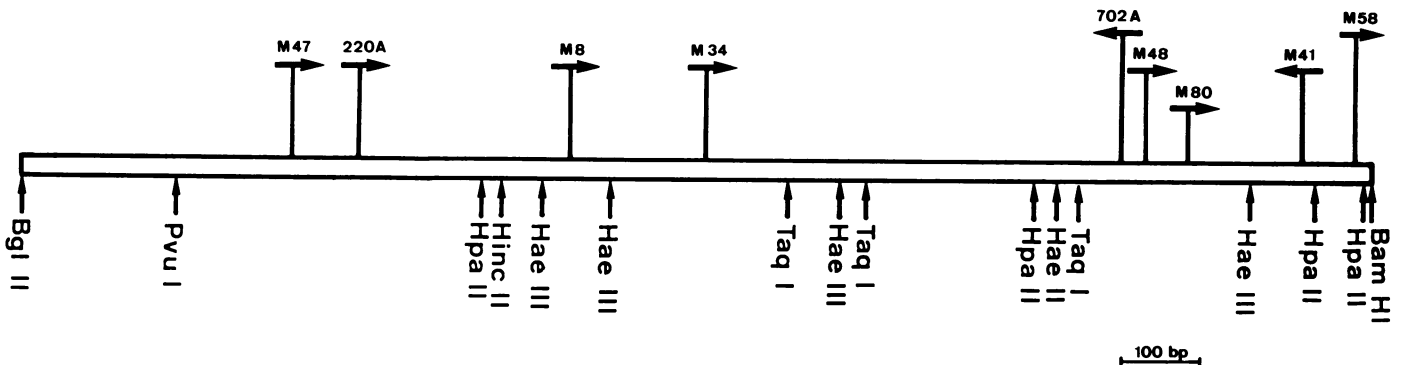 M47
220A
M8
M34
702A
M48
M80
M41
M58
Bgl II
Pvu I
Hpa II
Hinc II
Hae III
Hae III
Taq I
Hae III
Taq I
Hpa II
Hae II
Taq I
Hae III
Hpa II
Hpa II
Bam HI
100 bp